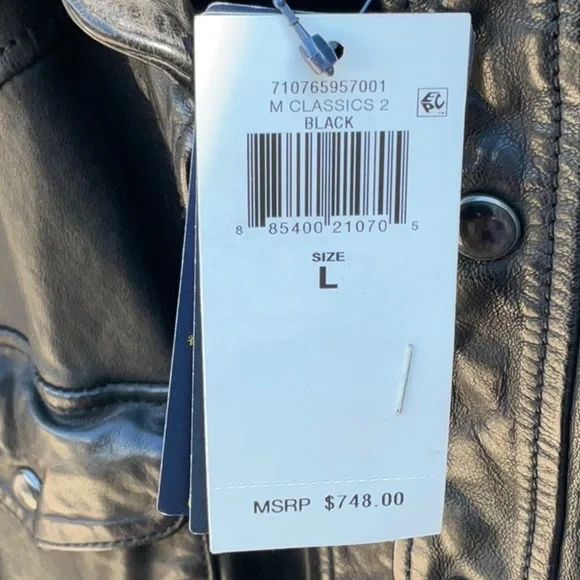 710765957001
M CLASSICS 2
BLACK
8 85400 21070 5
SIZE
L
MSRP $748.00